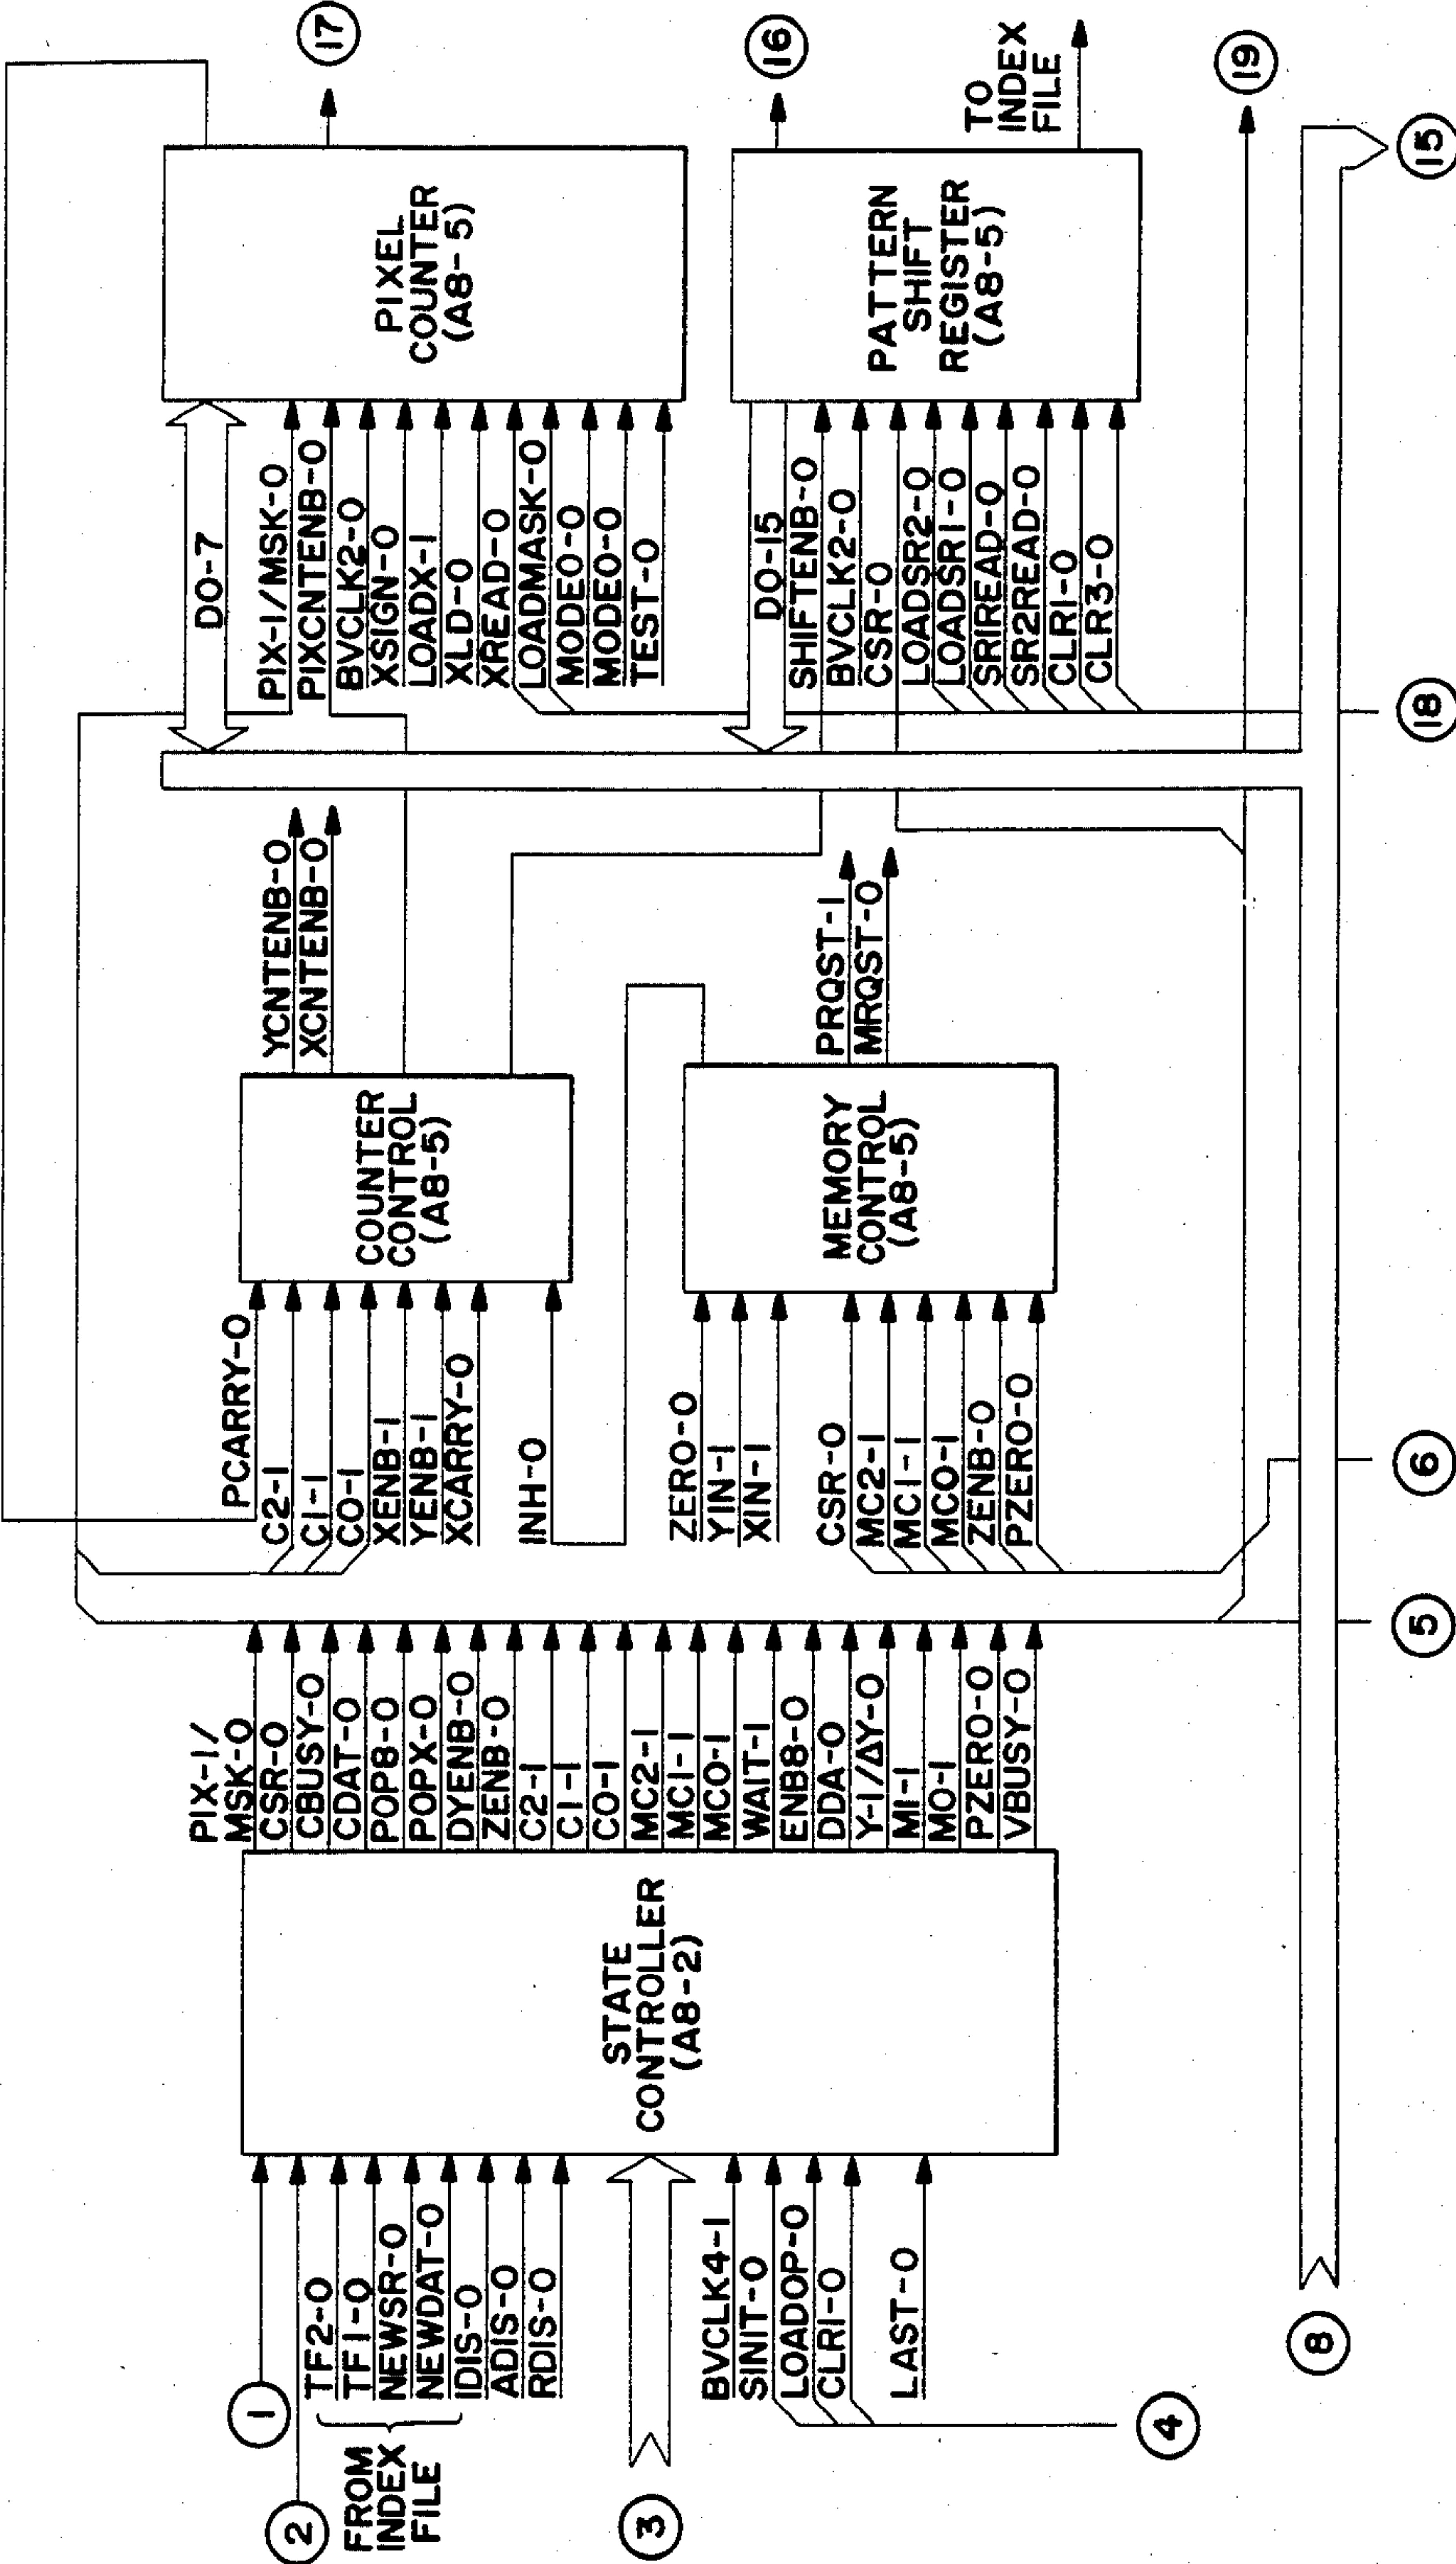 1
2
FROM
INDEX
FILE
TF2-0
TF1-0
NEWSR-0
NEWDAT-0
IDIS-0
ADIS-0
RDIS-0
3
BVCLK4-1
SINIT-0
LOADOP-0
CLR1-0
LAST-0
4
STATE
CONTROLLER
(A8-2)
PIX-1/
MSK-0
CSR-0
CBUSY-0
CDAT-0
POP8-0
POPX-0
DYENB-0
ZENB-0
C2-1
C1-1
CO-1
MC2-1
MC1-1
MCO-1
WAIT-1
ENB8-0
DDA-0
Y-1/ΔY-0
M1-1
MO-1
PZERO-0
VBUSY-0
5
PCARRY-0
C2-1
C1-1
CO-1
XENB-1
YENB-1
XCARRY-0
INH-0
COUNTER
CONTROL
(A8-5)
YCNTENB-0
XCNTENB-0
ZERO-0
YIN-1
XIN-1
CSR-0
MC2-1
MC1-1
MCO-1
ZENB-0
PZERO-0
6
MEMORY
CONTROL
(A8-5)
PRQST-1
MRQST-0
DO-7
PIX-1/MSK-0
PIXCNTENB-0
BVCLK2-0
XSIGN-0
LOADX-1
XLD-0
XREAD-0
LOADMASK-0
MODEO-0
MODEO-0
TEST-0
PIXEL
COUNTER
(A8-5)
17
DO-15
SHIFTENB-0
BVCLK2-0
CSR-0
LOADSR2-0
LOADSR1-0
SR1READ-0
SR2READ-0
CLR1-0
CLR3-0
18
PATTERN
SHIFT
REGISTER
(A8-5)
16
TO
INDEX
FILE
19
8
15